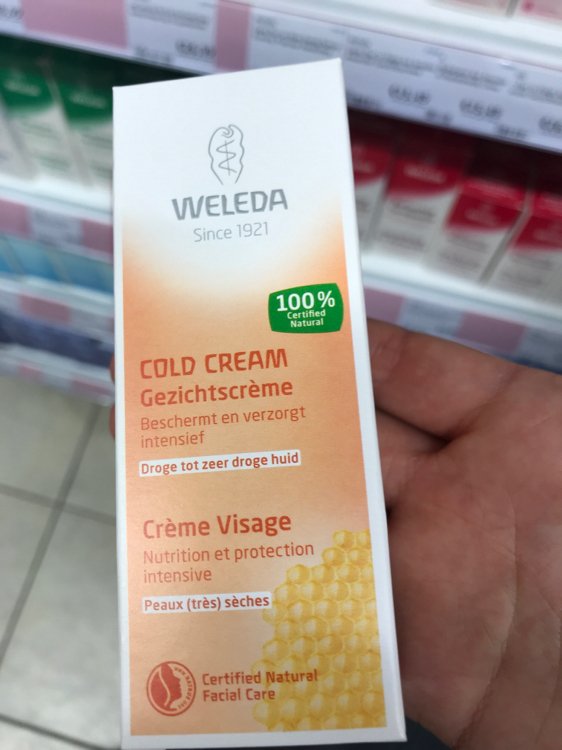 WELEDA
Since 1921
100%
Certified
Natural
COLD CREAM
Gezichtscrème
Beschermt en verzorgt
intensief
Droge tot zeer droge huid
Crème Visage
Nutrition et protection
intensive
Peaux (très) sèches
Certified Natural
Facial Care